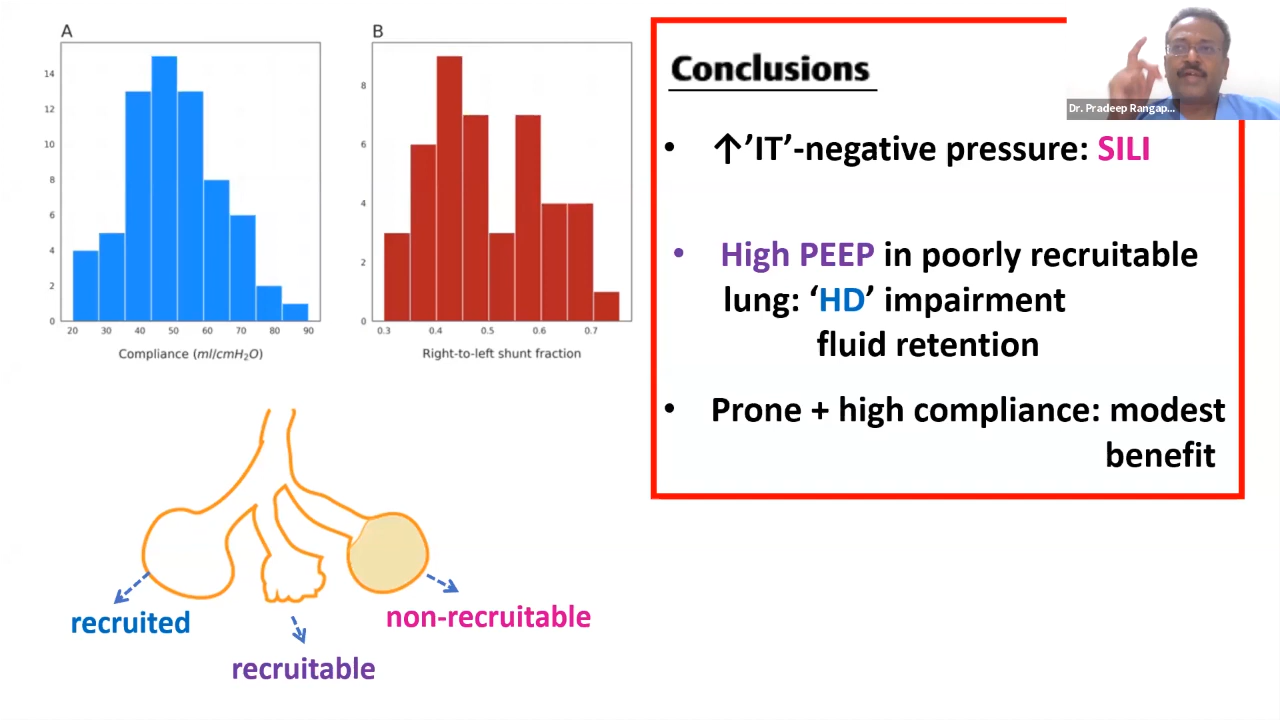 A
14
12
10
8
6
4
2
0
20 30 40 50 60 70 80 90
Compliance (ml/cmH₂O)
B
8
6
4
2
0
0.3 0.4 0.5 0.6 0.7
Right-to-left shunt fraction
Conclusions
Dr. Pradeep Rangap...
• ↑'IT'-negative pressure: SILI
• High PEEP in poorly recruitable
lung: ‘HD’ impairment
fluid retention
• Prone + high compliance: modest
benefit
recruited
recruitable
non-recruitable